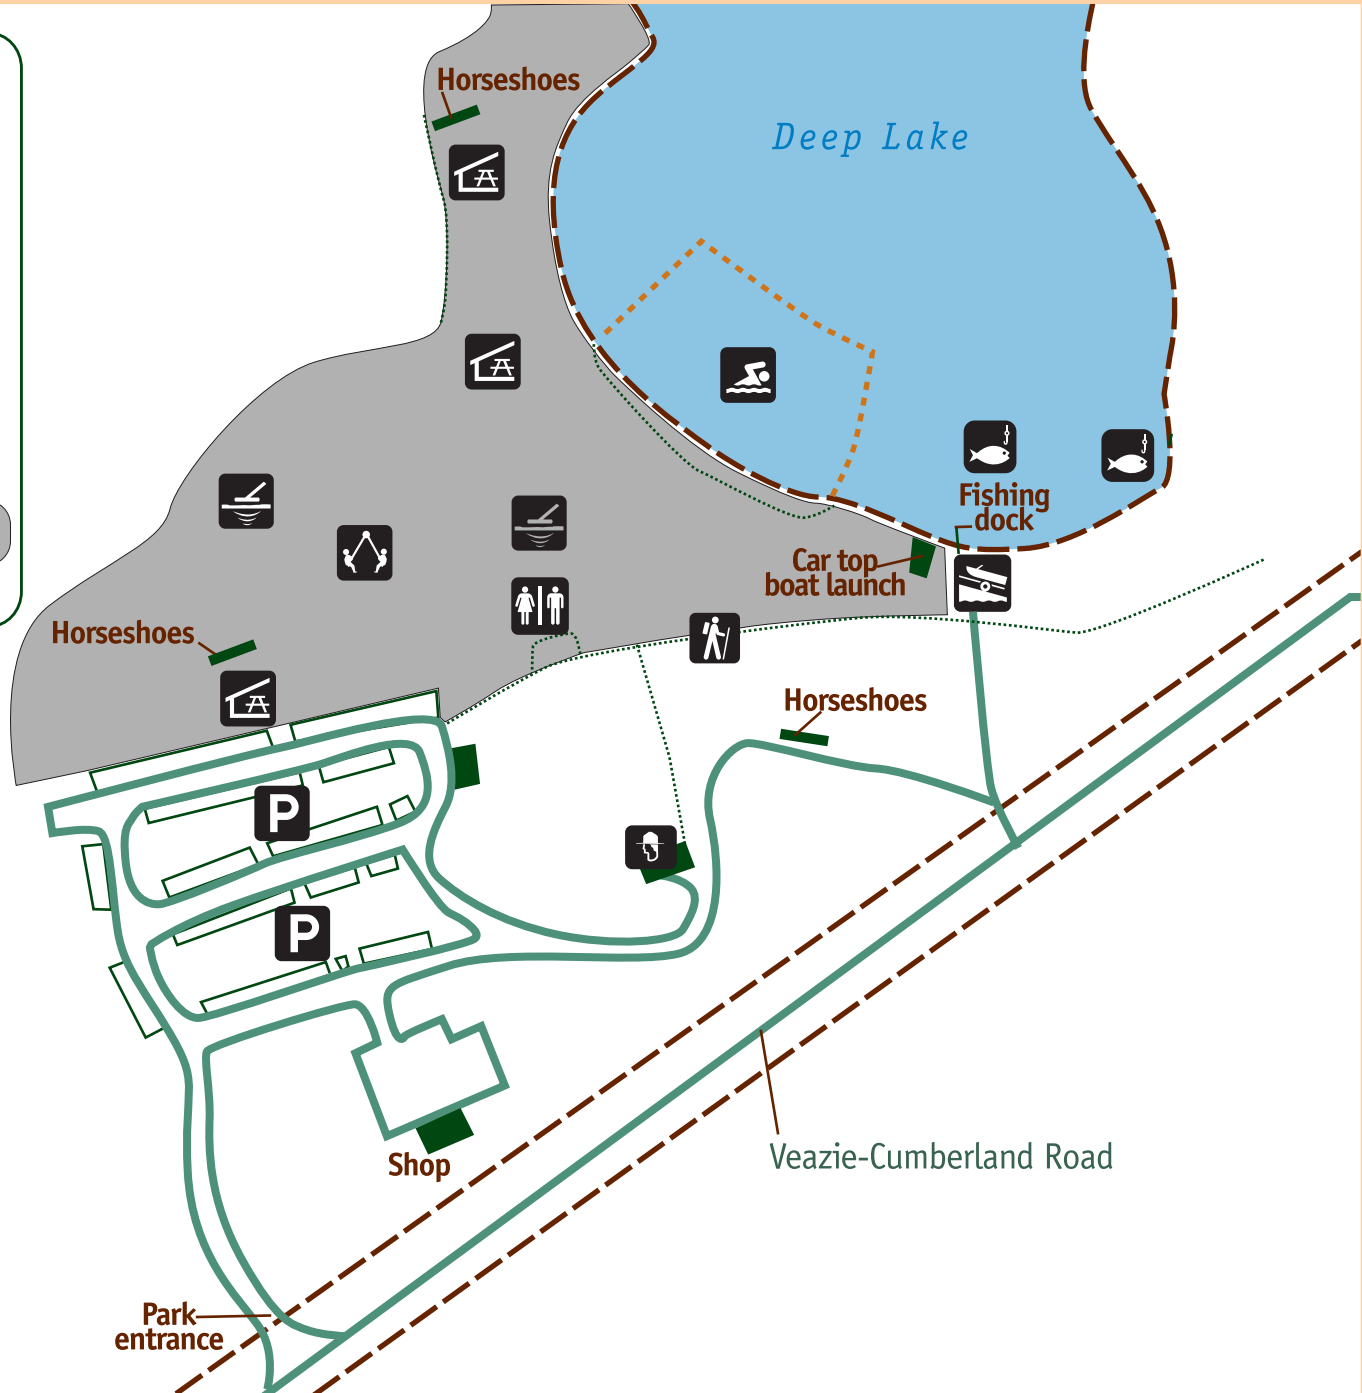 Horseshoes
Deep Lake
Fishing
dock
Car top
boat launch
Horseshoes
Horseshoes
P
P
Veazie-Cumberland Road
Shop
Park
entrance